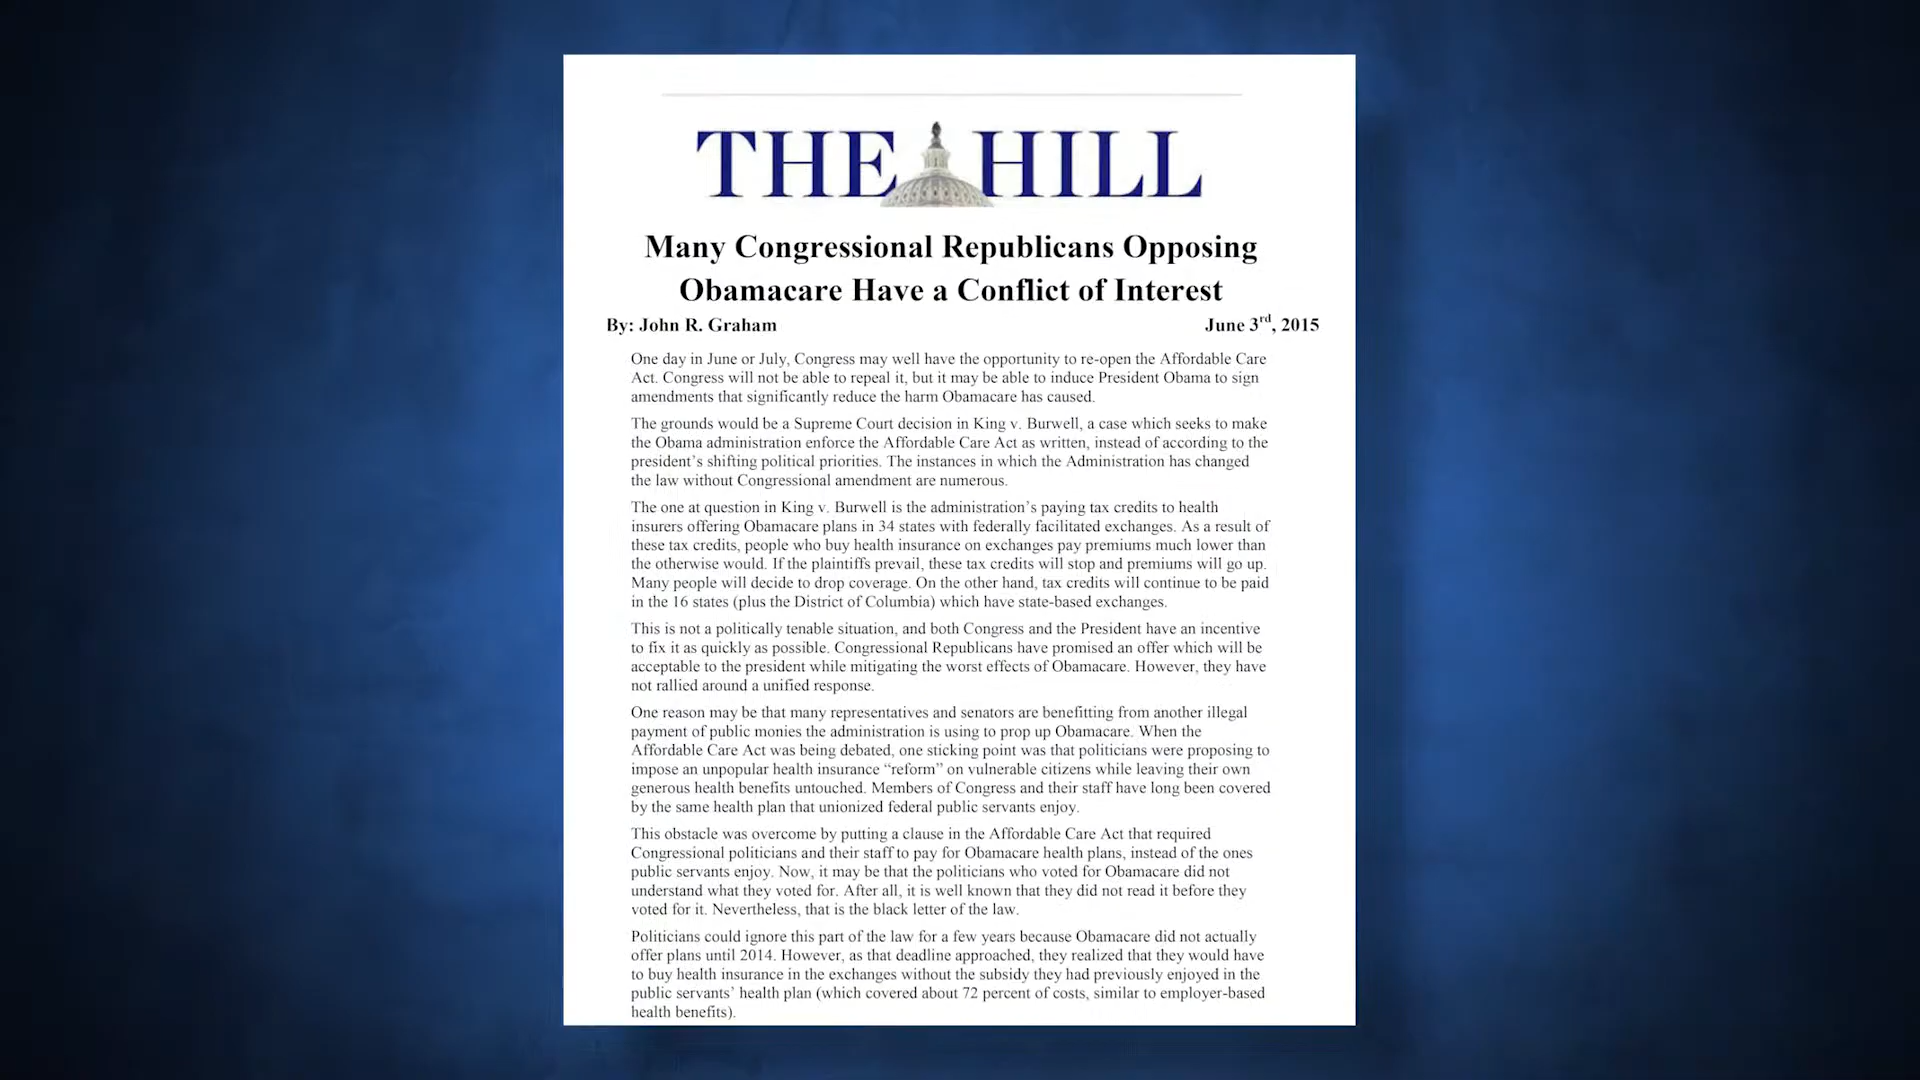 THE HILL
Many Congressional Republicans Opposing
Obamacare Have a Conflict of Interest
By: John R. Graham June 3rd, 2015
One day in June or July, Congress may well have the opportunity to re-open the Affordable Care
Act. Congress will not be able to repeal it, but it may be able to induce President Obama to sign
amendments that significantly reduce the harm Obamacare has caused.
The grounds would be a Supreme Court decision in King v. Burwell, a case which seeks to make
the Obama administration enforce the Affordable Care Act as written, instead of according to the
president’s shifting political priorities. The instances in which the Administration has changed
the law without Congressional amendment are numerous.
The one at question in King v. Burwell is the administration’s paying tax credits to health
insurers offering Obamacare plans in 34 states with federally facilitated exchanges. As a result of
these tax credits, people who buy health insurance on exchanges pay premiums much lower than
the otherwise would. If the plaintiffs prevail, these tax credits will stop and premiums will go up.
Many people will decide to drop coverage. On the other hand, tax credits will continue to be paid
in the 16 states (plus the District of Columbia) which have state-based exchanges.
This is not a politically tenable situation, and both Congress and the President have an incentive
to fix it as quickly as possible. Congressional Republicans have promised an offer which will be
acceptable to the president while mitigating the worst effects of Obamacare. However, they have
not rallied around a unified response.
One reason may be that many representatives and senators are benefitting from another illegal
payment of public monies the administration is using to prop up Obamacare. When the
Affordable Care Act was being debated, one sticking point was that politicians were proposing to
impose an unpopular health insurance “reform” on vulnerable citizens while leaving their own
generous health benefits untouched. Members of Congress and their staff have long been covered
by the same health plan that unionized federal public servants enjoy.
This obstacle was overcome by putting a clause in the Affordable Care Act that required
Congressional politicians and their staff to pay for Obamacare health plans, instead of the ones
public servants enjoy. Now, it may be that the politicians who voted for Obamacare did not
understand what they voted for. After all, it is well known that they did not read it before they
voted for it. Nevertheless, that is the black letter of the law.
Politicians could ignore this part of the law for a few years because Obamacare did not actually
offer plans until 2014. However, as that deadline approached, they realized that they would have
to buy health insurance in the exchanges without the subsidy they had previously enjoyed in the
public servants’ health plan (which covered about 72 percent of costs, similar to employer-based
health benefits).